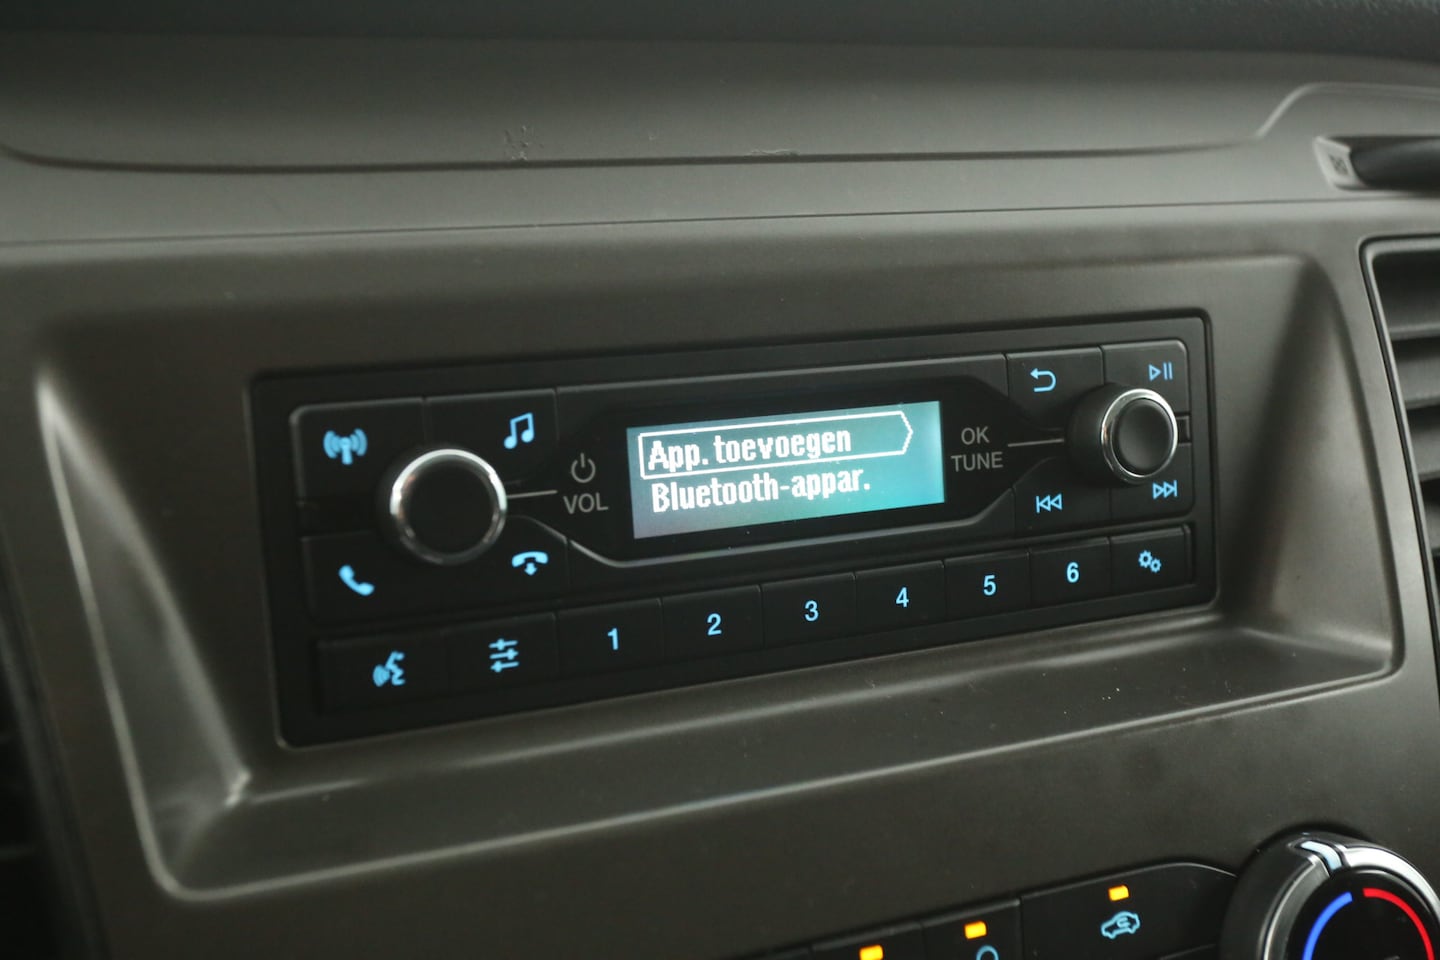 App. toevoegen
Bluetooth-appar.
VOL
OK
TUNE
1
2
3
4
5
6